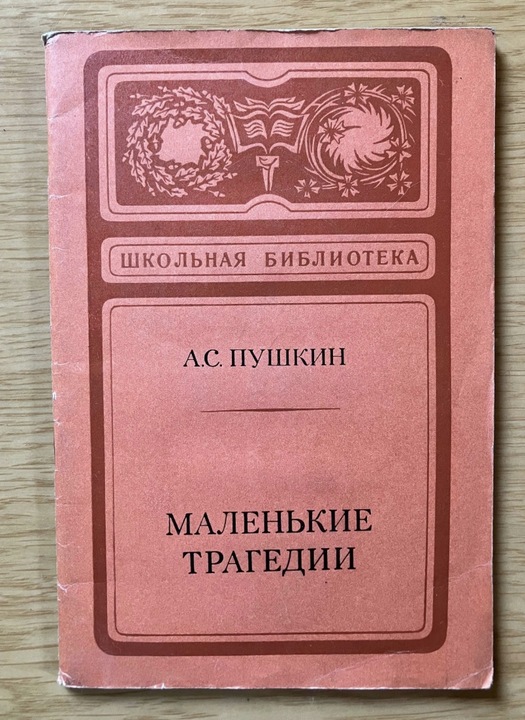 ШКОЛЬНАЯ БИБЛИОТЕКА
А.С. ПУШКИН
МАЛЕНЬКИЕ
ТРАГЕДИИ